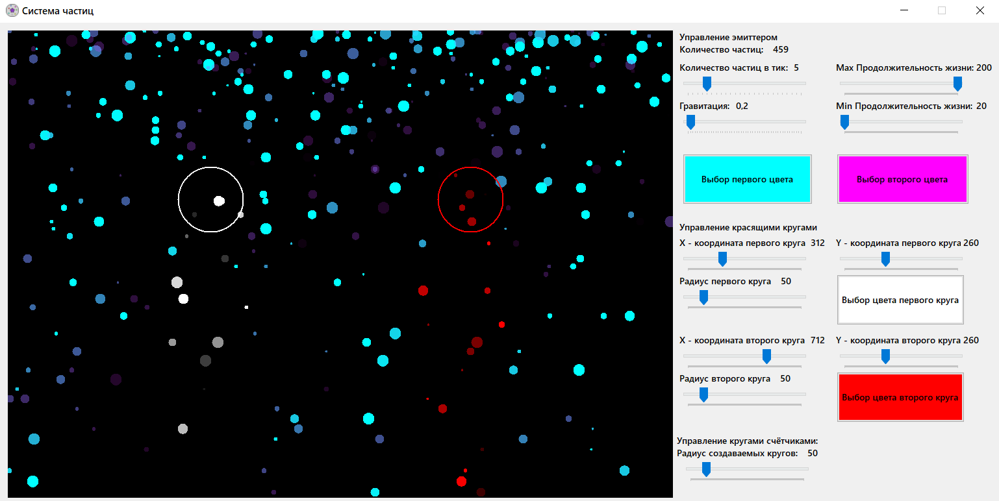 Система частиц
Управление эмиттером
Количество частиц: 459
Количество частиц в тик: 5
Max Продолжительность жизни: 200
Гравитация: 0,2
Min Продолжительность жизни: 20
Выбор первого цвета
Выбор второго цвета
Управление красящими кругами
X - координата первого круга 312
Y - координата первого круга 260
Радиус первого круга 50
Выбор цвета первого круга
X - координата второго круга 712
Y - координата второго круга 260
Радиус второго круга 50
Выбор цвета второго круга
Управление кругами счётчиками:
Радиус создаваемых кругов: 50